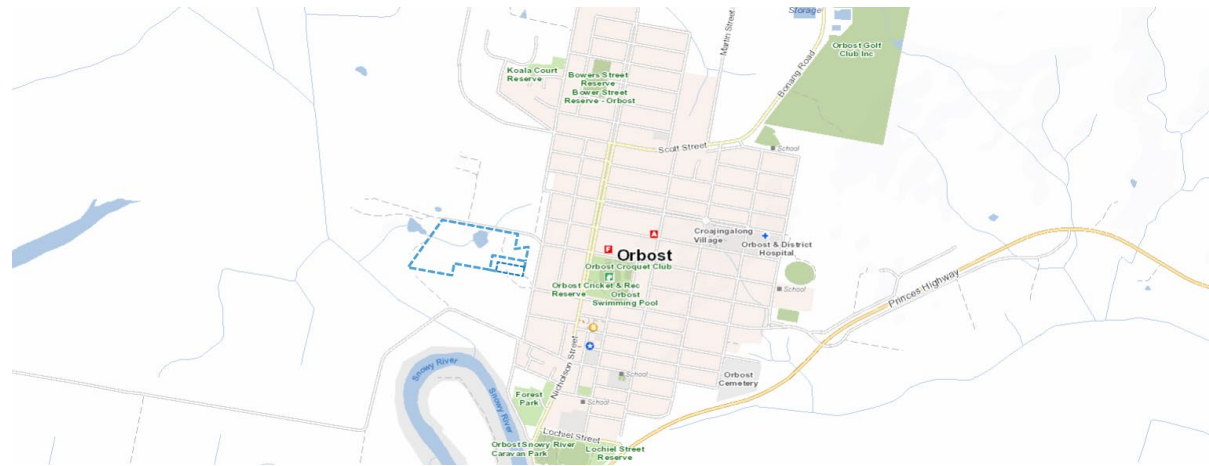 Storage
Orbost Golf
Club Inc
Martin Street
Bonang Road
Koala Court
Reserve
Bowers Street
Reserve
Bower Street
Reserve - Orbost
Scott Street
School
A
Croajingalong
Village
Orbost & District
Hospital
F
Orbost
Orbost Croquet Club
Orbost Cricket & Rec
Reserve
Orbost
Swimming Pool
School
Princes Highway
Nicholson Street
Snowy River
Snowy River
School
Orbost
Cemetery
Forest
Park
School
Lochiel Street
Orbost Snowy River
Caravan Park
Lochiel Street
Reserve